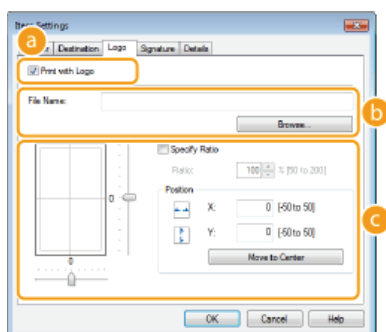 Item Settings
a
Destination Logo Signature Details
Print with Logo
File Name:
b
Browse...
Specify Ratio
Ratio: 100 % [50 to 200]
Position
0
X: 0 [-50 to 50]
c
Y: 0 [-50 to 50]
0
Move to Center
OK Cancel Help